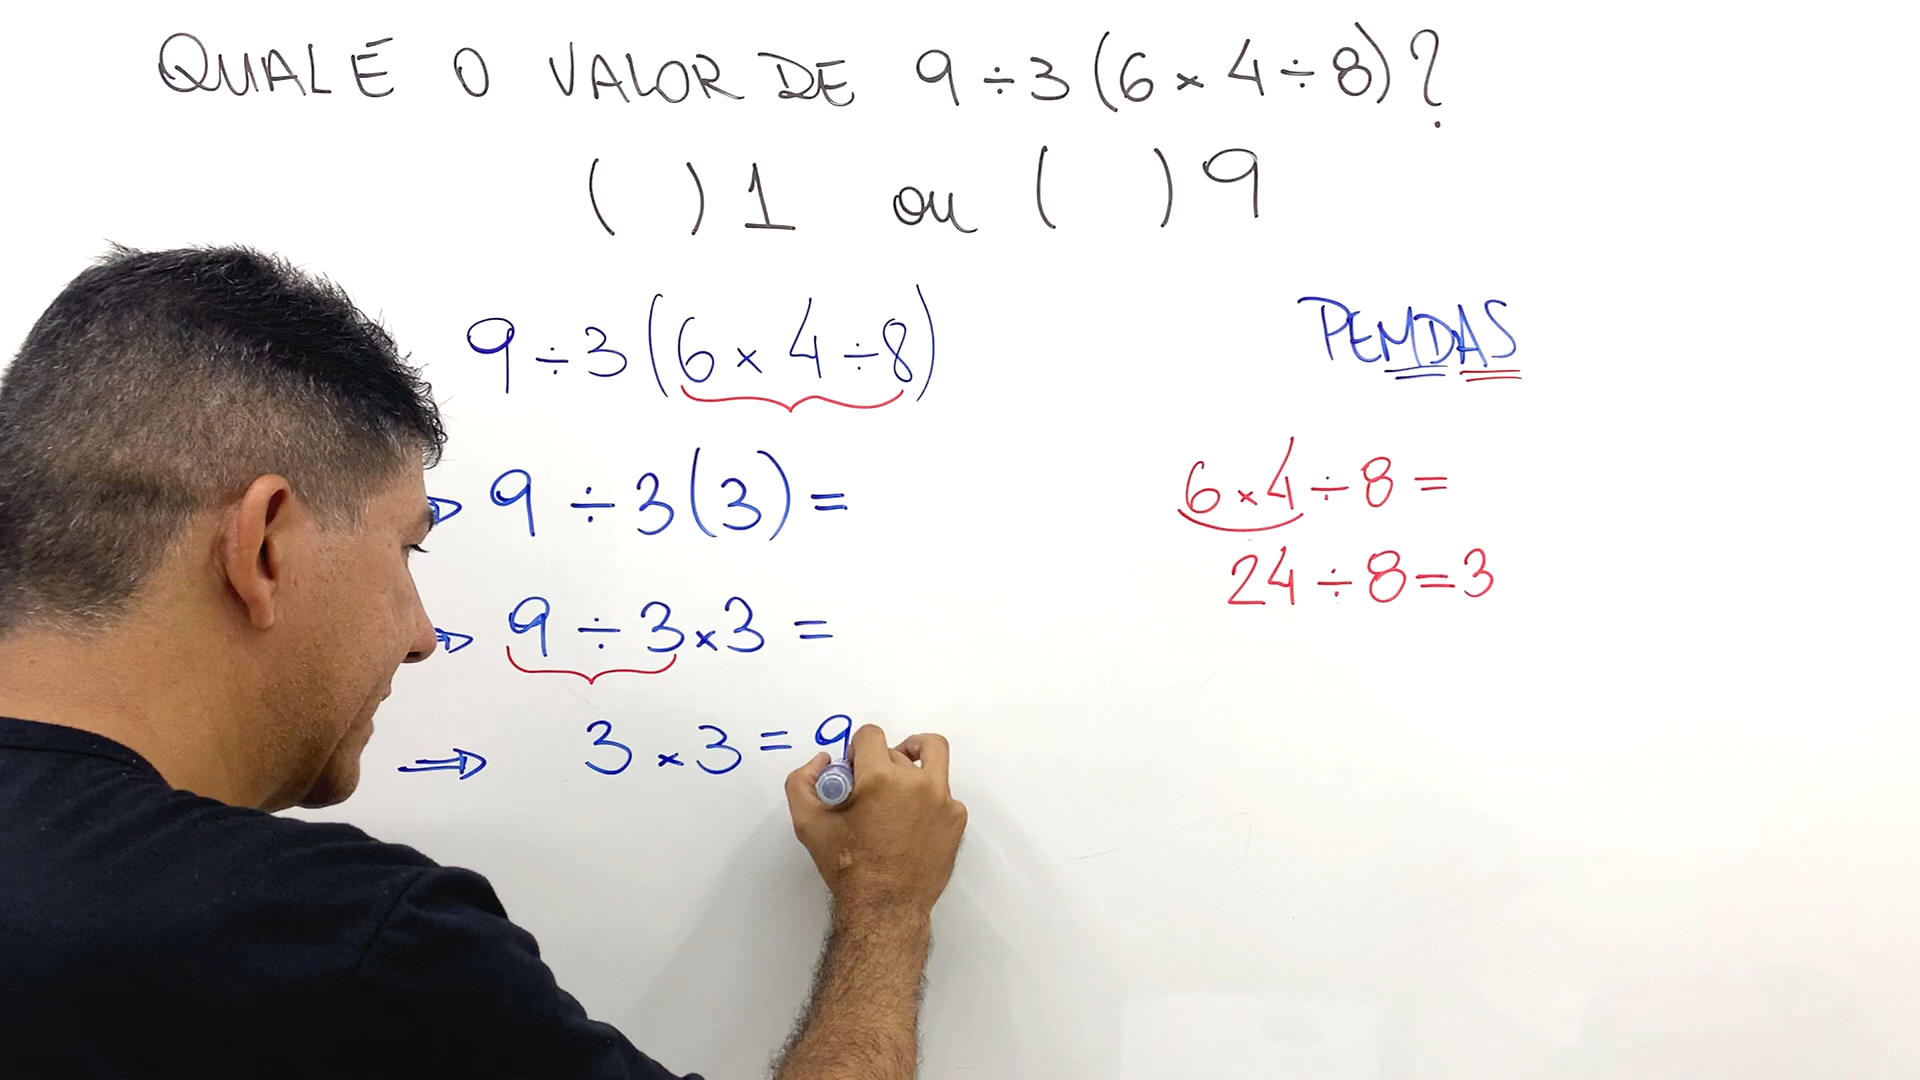 QUAL É O VALOR DE 9÷3(6×4÷8)?
( ) 1 ou ( ) 9
9÷3(6×4÷8)
⇒ 9÷3(3)=
⇒ 9÷3×3=
⇒ 3×3=9
PEMDAS
6×4÷8=
24÷8=3